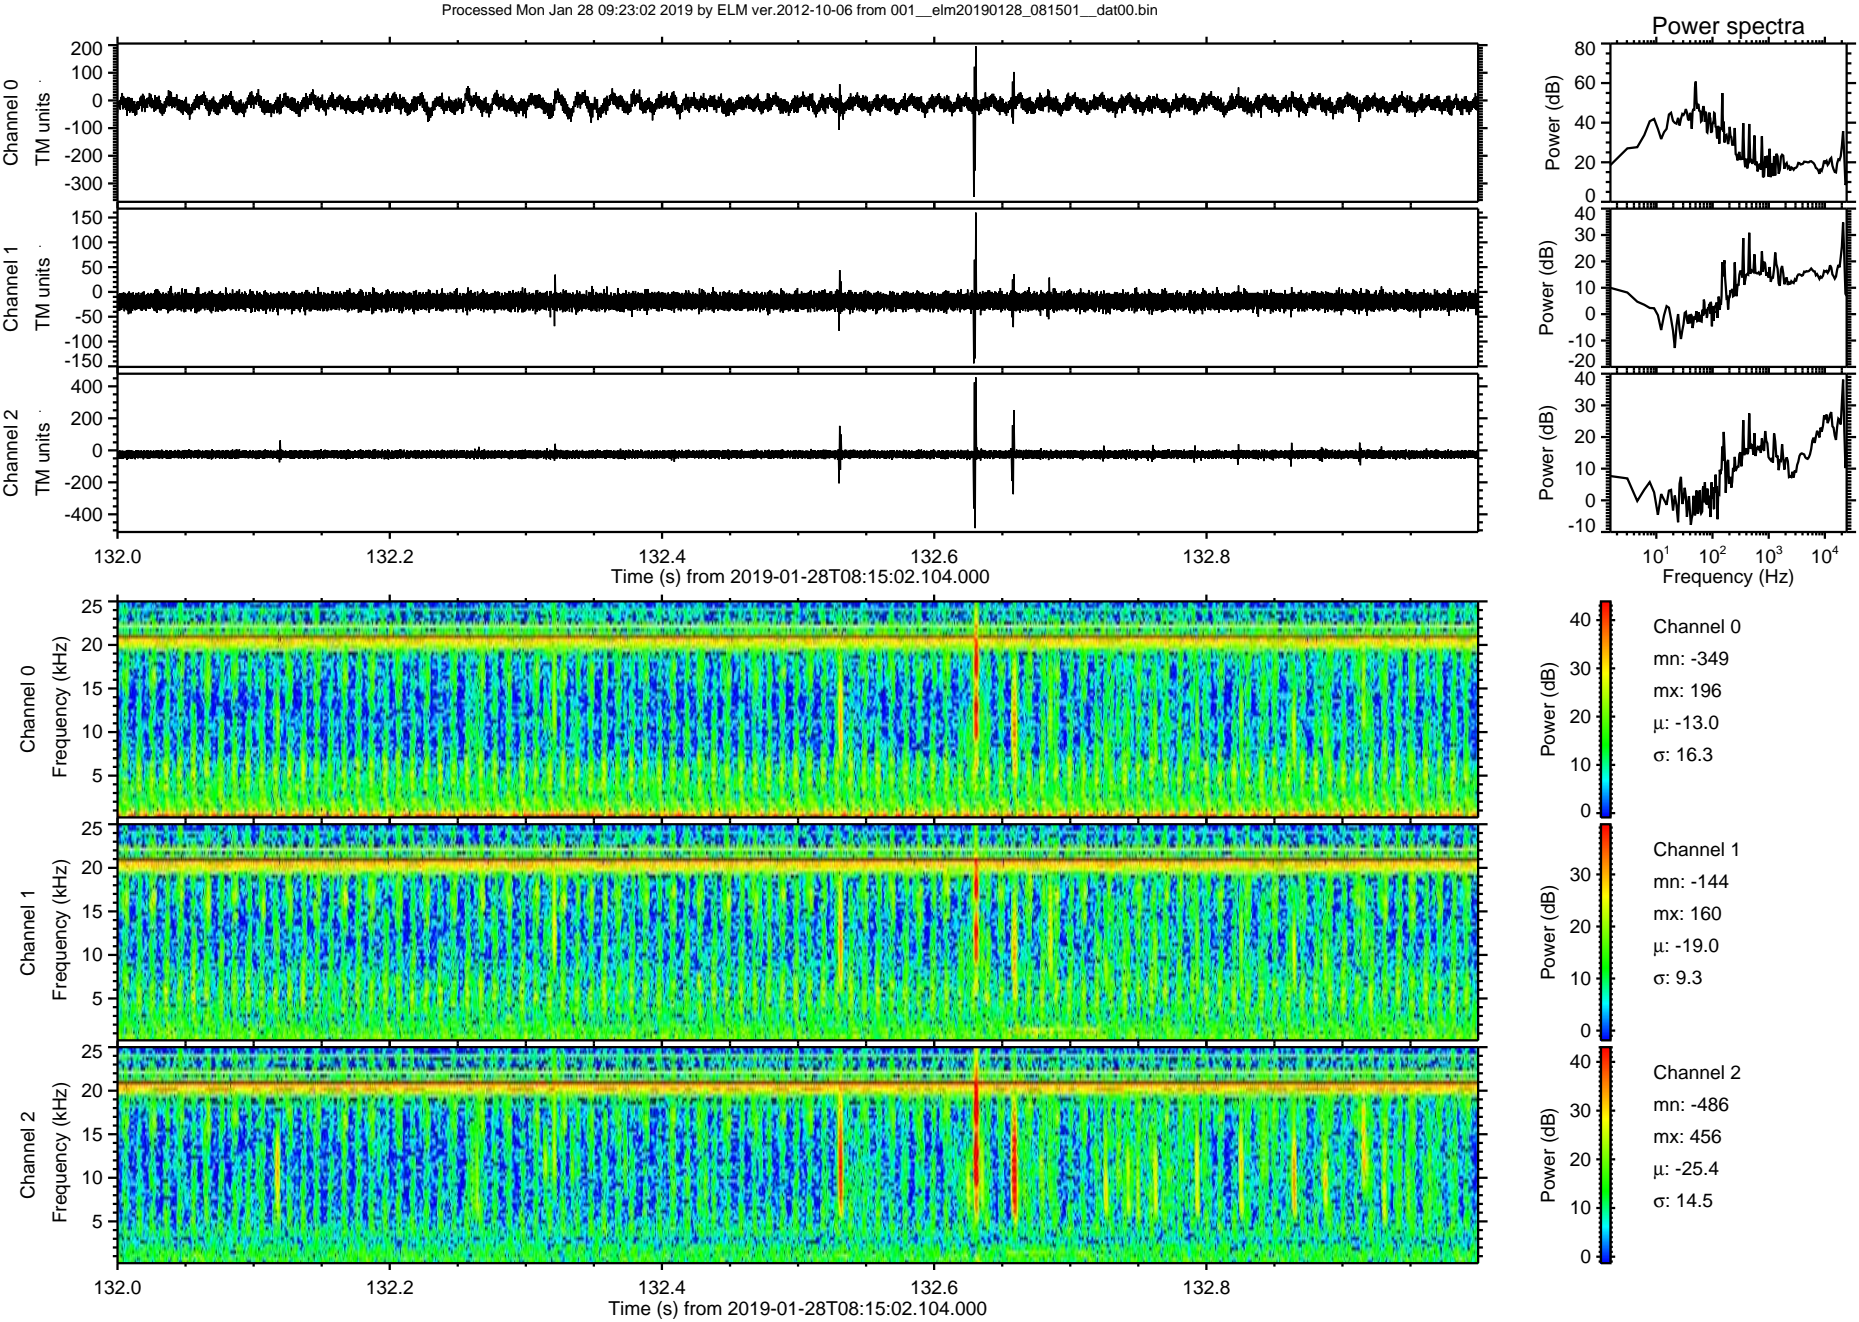 Processed Mon Jan 28 09:23:02 2019 by ELM ver.2012-10-06 from 001__elm20190128_081501__dat00.bin
Power spectra
Channel 0
TM units
200
100
0
-100
-200
-300
Power (dB)
80
60
40
20
0
Channel 1
TM units
150
100
50
0
-50
-100
-150
Power (dB)
40
30
20
10
0
-10
-20
Channel 2
TM units
400
200
0
-200
-400
Power (dB)
40
30
20
10
0
-10
132.0 132.2 132.4 132.6 132.8
Time (s) from 2019-01-28T08:15:02.104.000
10¹ 10² 10³ 10⁴
Frequency (Hz)
Channel 0
Frequency (kHz)
25
20
15
10
5
Power (dB)
40
30
20
10
0
Channel 0
mn: -349
mx: 196
μ: -13.0
σ: 16.3
Channel 1
Frequency (kHz)
25
20
15
10
5
Power (dB)
30
20
10
0
Channel 1
mn: -144
mx: 160
μ: -19.0
σ: 9.3
Channel 2
Frequency (kHz)
25
20
15
10
5
Power (dB)
40
30
20
10
0
Channel 2
mn: -486
mx: 456
μ: -25.4
σ: 14.5
132.0 132.2 132.4 132.6 132.8
Time (s) from 2019-01-28T08:15:02.104.000